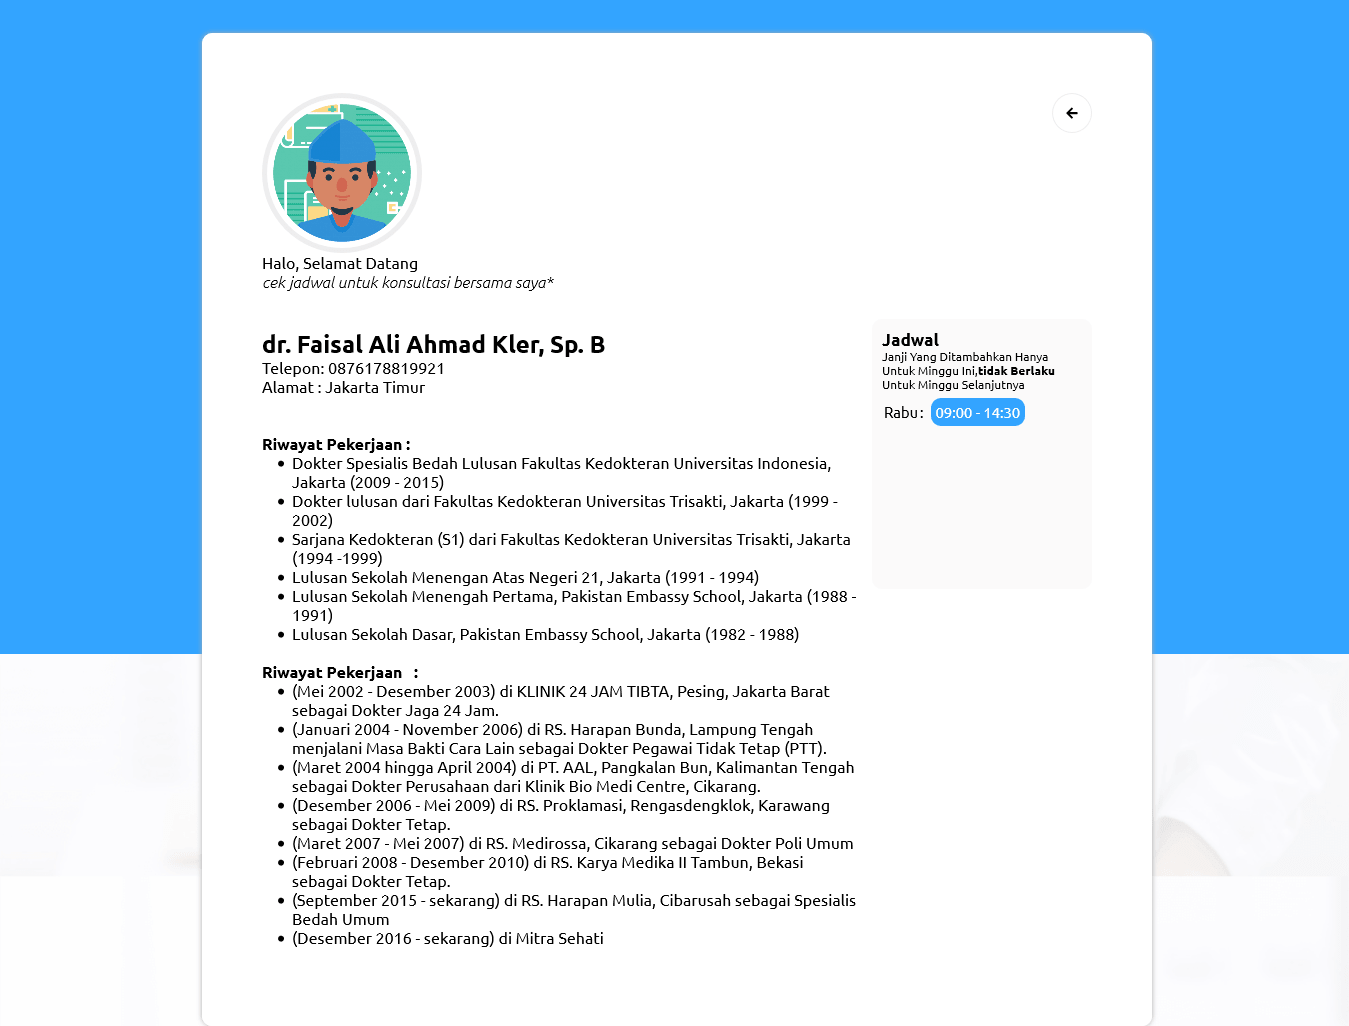 Halo, Selamat Datang
cek jadwal untuk konsultasi bersama saya*
dr. Faisal Ali Ahmad Kler, Sp. B
Telepon: 0876178819921
Alamat : Jakarta Timur
Riwayat Pekerjaan :
• Dokter Spesialis Bedah Lulusan Fakultas Kedokteran Universitas Indonesia,
Jakarta (2009 - 2015)
• Dokter lulusan dari Fakultas Kedokteran Universitas Trisakti, Jakarta (1999 -
2002)
• Sarjana Kedokteran (S1) dari Fakultas Kedokteran Universitas Trisakti, Jakarta
(1994 -1999)
• Lulusan Sekolah Menengan Atas Negeri 21, Jakarta (1991 - 1994)
• Lulusan Sekolah Menengah Pertama, Pakistan Embassy School, Jakarta (1988 -
1991)
• Lulusan Sekolah Dasar, Pakistan Embassy School, Jakarta (1982 - 1988)
Riwayat Pekerjaan :
• (Mei 2002 - Desember 2003) di KLINIK 24 JAM TIBTA, Pesing, Jakarta Barat
sebagai Dokter Jaga 24 Jam.
• (Januari 2004 - November 2006) di RS. Harapan Bunda, Lampung Tengah
menjalani Masa Bakti Cara Lain sebagai Dokter Pegawai Tidak Tetap (PTT).
• (Maret 2004 hingga April 2004) di PT. AAL, Pangkalan Bun, Kalimantan Tengah
sebagai Dokter Perusahaan dari Klinik Bio Medi Centre, Cikarang.
• (Desember 2006 - Mei 2009) di RS. Proklamasi, Rengasdengklok, Karawang
sebagai Dokter Tetap.
• (Maret 2007 - Mei 2007) di RS. Medirossa, Cikarang sebagai Dokter Poli Umum
• (Februari 2008 - Desember 2010) di RS. Karya Medika II Tambun, Bekasi
sebagai Dokter Tetap.
• (September 2015 - sekarang) di RS. Harapan Mulia, Cibarusah sebagai Spesialis
Bedah Umum
• (Desember 2016 - sekarang) di Mitra Sehati
Jadwal
Janji Yang Ditambahkan Hanya
Untuk Minggu Ini,tidak Berlaku
Untuk Minggu Selanjutnya
Rabu : 09:00 - 14:30